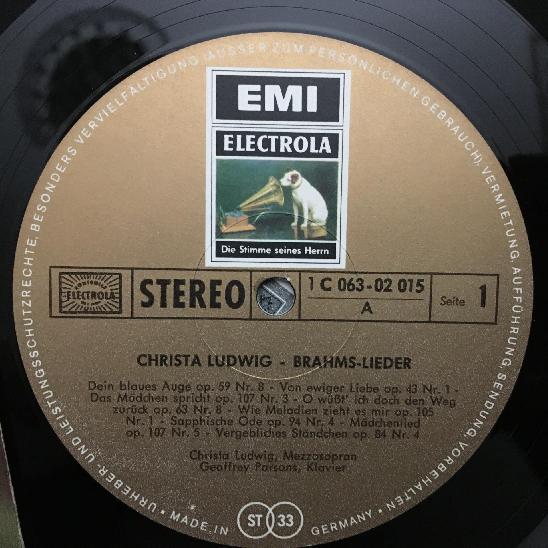 URHEBER- UND LEISTUNGSSCHUTZRECHTE, BESONDERS VERVIELFÄLTIGUNG (AUSSER ZUM PERSÖNLICHEN GEBRAUCH), VERMIETUNG, AUFFÜHRUNG, SENDUNG, VORBEHALTEN
EMI
ELECTROLA
Die Stimme seines Herrn
ELECTROLA
STEREO
1 C 063-02 015
A
Seite 1
CHRISTA LUDWIG - BRAHMS-LIEDER
Dein blaues Auge op. 59 Nr. 8 - Von ewiger Liebe op. 43 Nr. 1 -
Das Mädchen spricht op. 107 Nr. 3 - O wüßt' ich doch den Weg
zurück op. 63 Nr. 8 - Wie Melodien zieht es mir op. 105
Nr. 1 - Sapphische Ode op. 94 Nr. 4 - Mädchenlied
op. 107 Nr. 5 - Vergebliches Ständchen op. 84 Nr. 4
Christa Ludwig, Mezzosopran
Geoffrey Parsons, Klavier
• MADE IN GERMANY •
ST 33